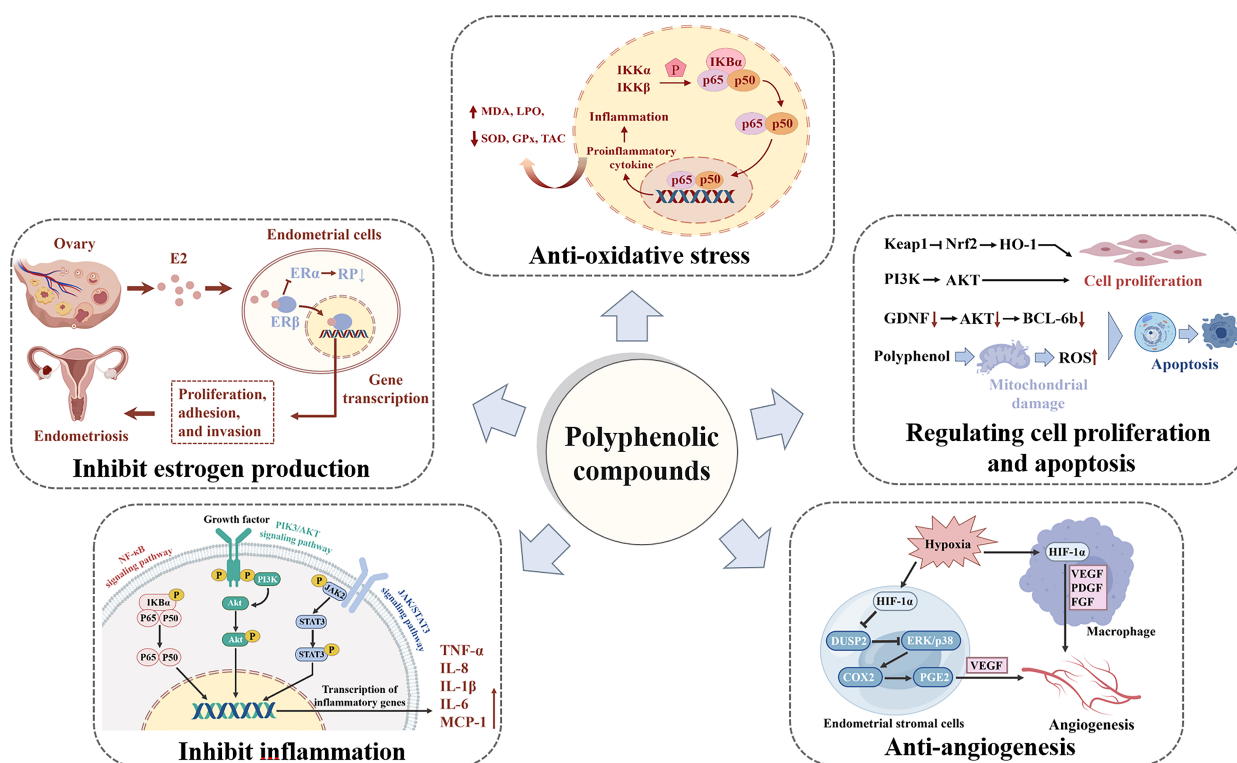 IKKα
IKKβ
P
IKBα
p65 p50
p65 p50
p65 p50
Inflammation
Proinflammatory
cytokine
MDA, LPO,
SOD, GPx, TAC
Anti-oxidative stress
Ovary
E2
Endometrial cells
ERα RP↓
ERβ
Gene
transcription
Proliferation,
adhesion,
and invasion
Endometriosis
Inhibit estrogen production
Polyphenolic
compounds
Keap1 Nrf2 HO-1
PI3K AKT
Cell proliferation
GDNF AKT BCL-6b
Polyphenol ROS
Mitochondrial
damage
Apoptosis
Regulating cell proliferation
and apoptosis
Growth factor
NF-κB
signaling pathway
PIK3/AKT
signaling pathway
JAK/STAT3
signaling pathway
P
IKBα
P65 P50
P65 P50
P P PI3K
Akt
Akt P
P JAK2
STAT3
STAT3 P
Transcription of
inflammatory genes
TNF-α
IL-8
IL-1β
IL-6
MCP-1
Inhibit inflammation
Hypoxia
HIF-1α
VEGF
PDGF
FGF
Macrophage
HIF-1α
DUSP2 ERK/p38
COX2 PGE2
VEGF
Endometrial stromal cells
Angiogenesis
Anti-angiogenesis